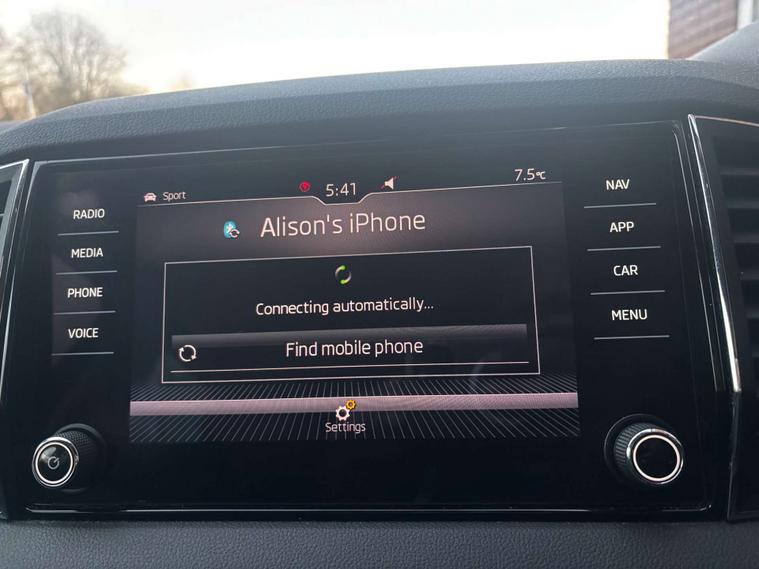 Sport
5:41
7.5°C
Alison's iPhone
Connecting automatically...
Find mobile phone
Settings
RADIO
MEDIA
PHONE
VOICE
NAV
APP
CAR
MENU